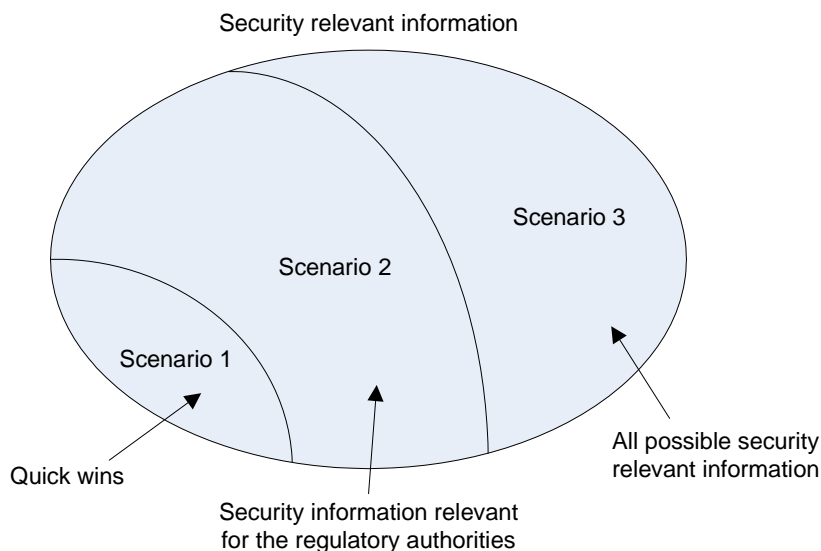 Security relevant information
Scenario 3
Scenario 2
Scenario 1
All possible security
relevant information
Quick wins
Security information relevant
for the regulatory authorities